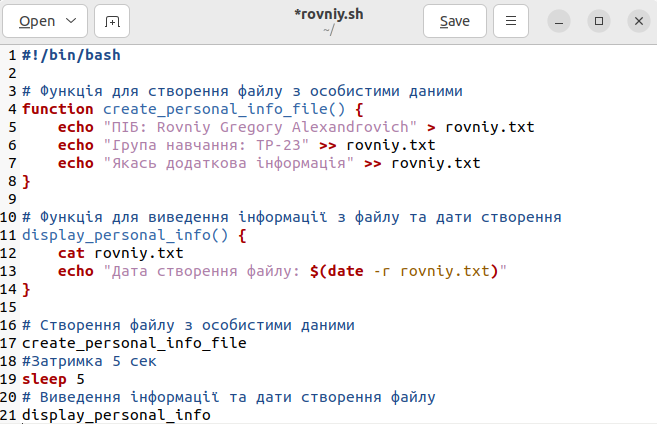 Open
*rovniy.sh
~/
Save
1 #!/bin/bash
2
3 # Функція для створення файлу з особистими даними
4 function create_personal_info_file() {
5     echo "ПІБ: Rovniy Gregory Alexandrovich" > rovniy.txt
6     echo "Група навчання: ТР-23" >> rovniy.txt
7     echo "Якась додаткова інформація" >> rovniy.txt
8 }
9
10 # Функція для виведення інформації з файлу та дати створення
11 display_personal_info() {
12     cat rovniy.txt
13     echo "Дата створення файлу: $(date -r rovniy.txt)"
14 }
15
16 # Створення файлу з особистими даними
17 create_personal_info_file
18 #Затримка 5 сек
19 sleep 5
20 # Виведення інформації та дати створення файлу
21 display_personal_info